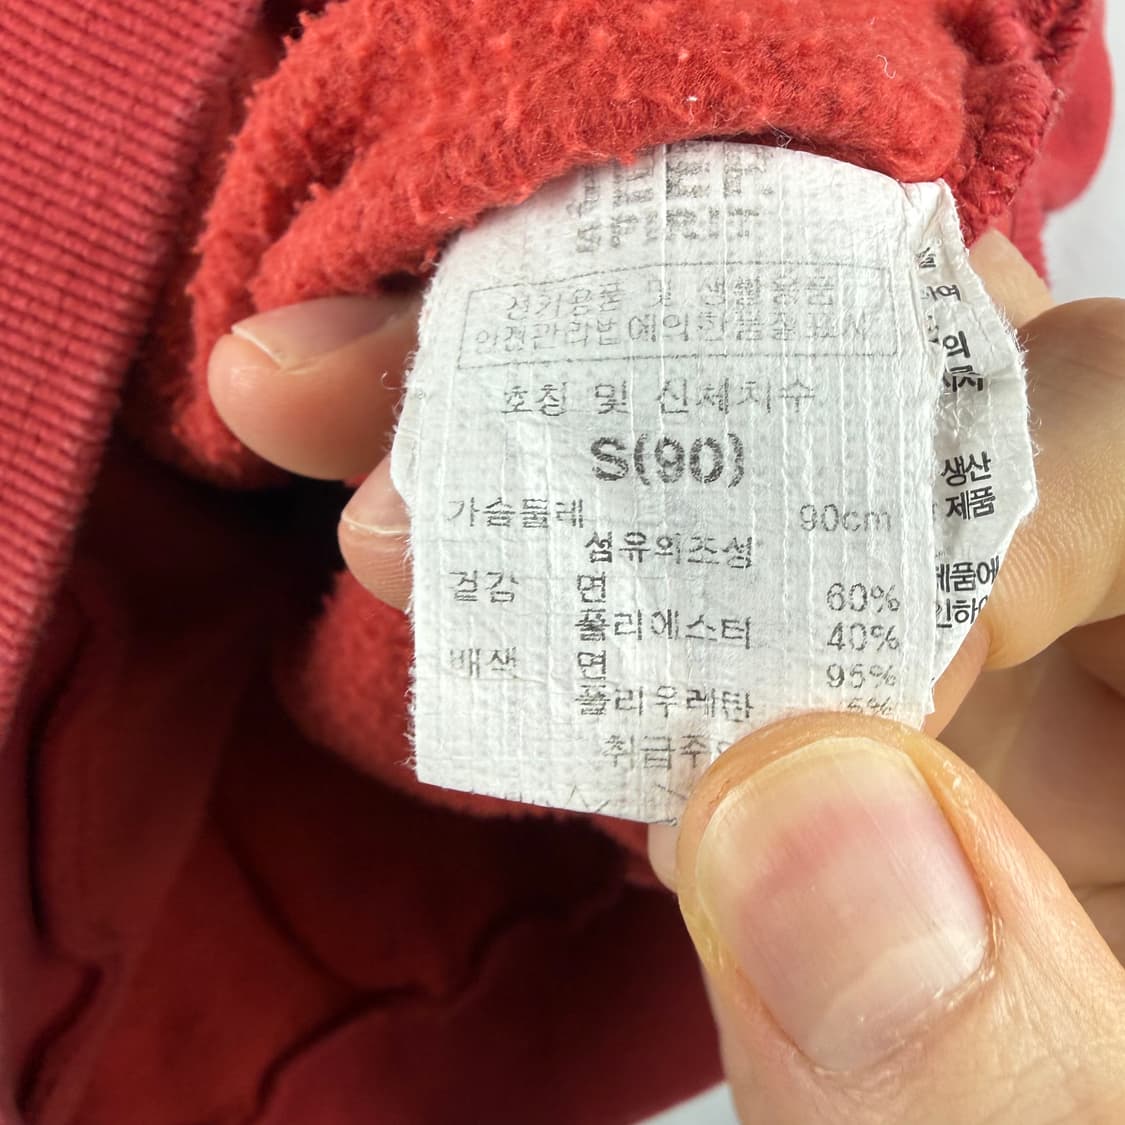 SPIRIT
전기용품 및 생활용품
안전관리법에의한품질표시
호칭 및 신체치수
S(90)
가슴둘레 90cm
섬유의조성
겉감 면 60%
폴리에스터 40%
배색 면 95%
폴리우레탄 5%
취급주
하여
의
생산
제품
제품에
인하여